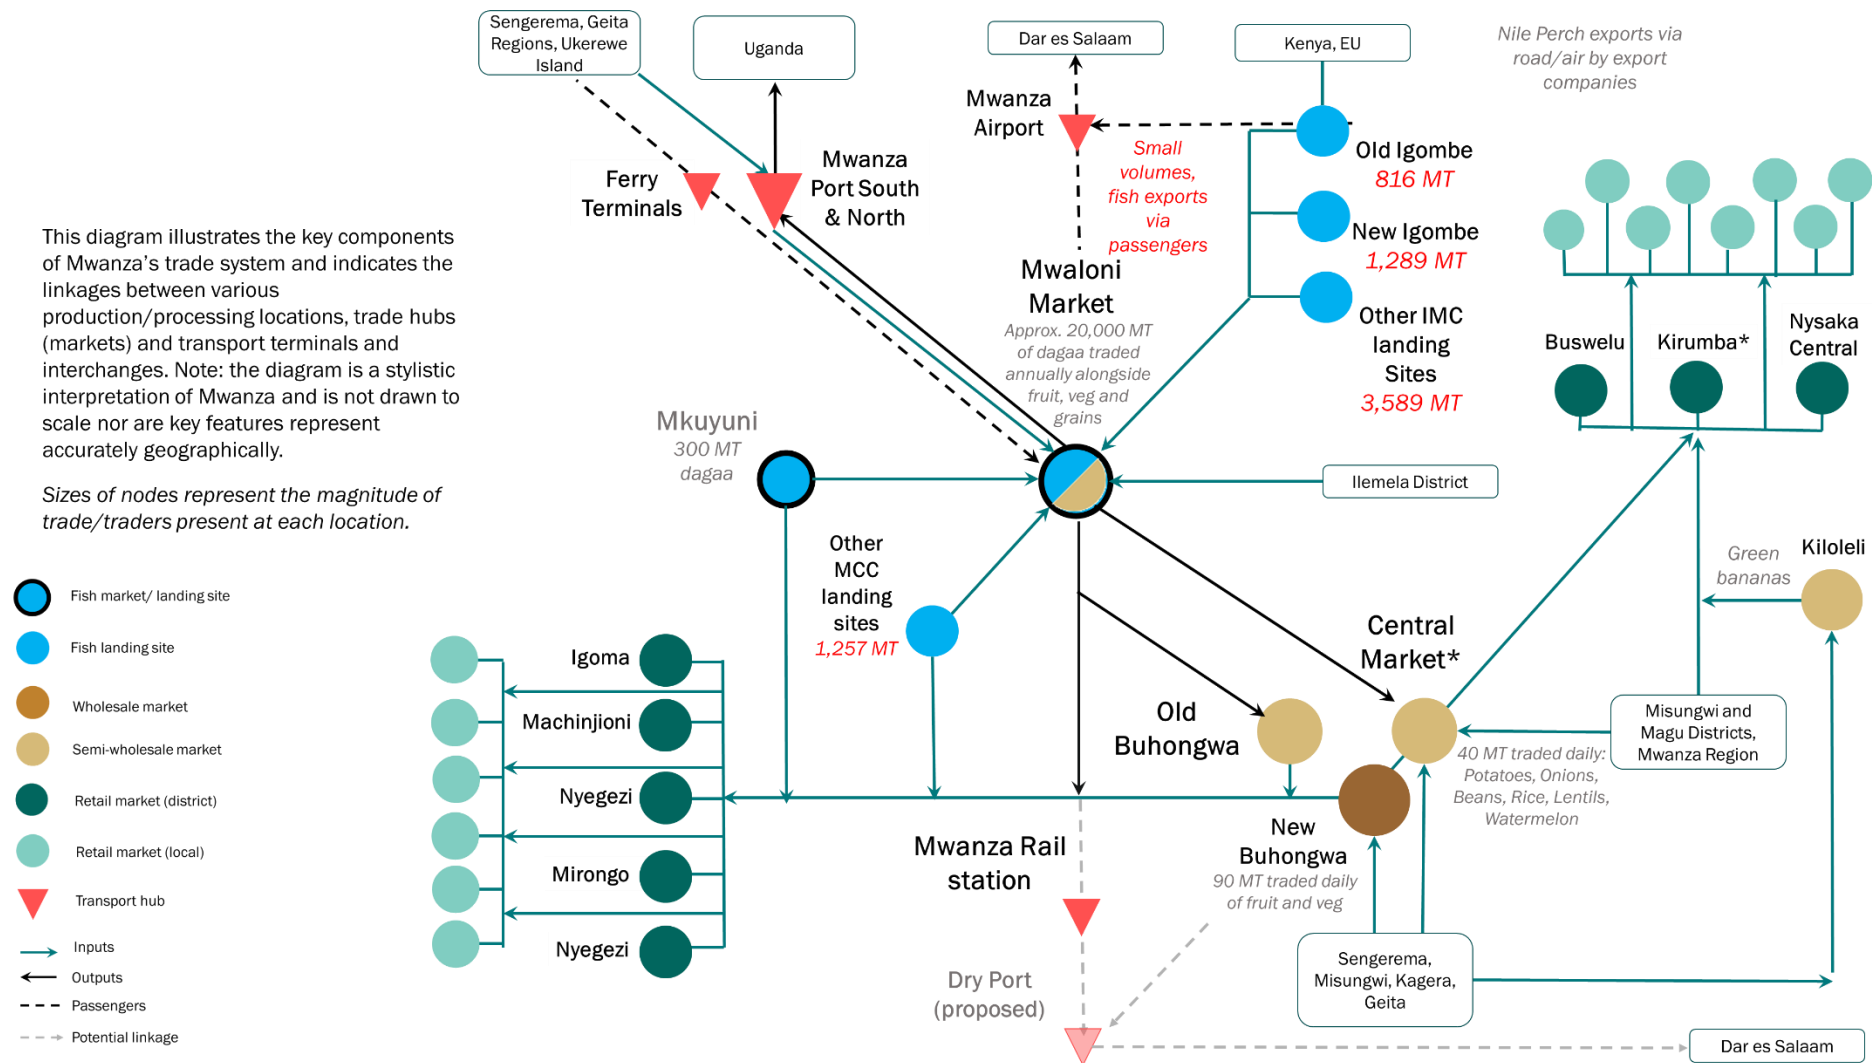 Sengerema, Geita
Regions, Ukerewe
Island
Uganda
Dar es Salaam
Kenya, EU
Nile Perch exports via
road/air by export
companies
Mwanza
Airport
Small
volumes,
fish exports
via
passengers
Old Igombe
816 MT
New Igombe
1,289 MT
Other IMC
landing
Sites
3,589 MT
Ferry
Terminals
Mwanza
Port South
& North
This diagram illustrates the key components
of Mwanza's trade system and indicates the
linkages between various
production/processing locations, trade hubs
(markets) and transport terminals and
interchanges. Note: the diagram is a stylistic
interpretation of Mwanza and is not drawn to
scale nor are key features represent
accurately geographically.
Sizes of nodes represent the magnitude of
trade/traders present at each location.
Mwaloni
Market
Approx. 20,000 MT
of dagaa traded
annually alongside
fruit, veg and
grains
Buswelu
Kirumba*
Nysaka
Central
Mkuyuni
300 MT
dagaa
Ilemela District
Other
MCC
landing
sites
1,257 MT
Green
bananas
Kiloleli
Central
Market*
Old
Buhongwa
Misungwi and
Magu Districts,
Mwanza Region
40 MT traded daily:
Potatoes, Onions,
Beans, Rice, Lentils,
Watermelon
Igoma
Machinjioni
Nyegezi
Mirongo
Nyegezi
New
Buhongwa
90 MT traded daily
of fruit and veg
Mwanza Rail
station
Dry Port
(proposed)
Sengerema,
Misungwi, Kagera,
Geita
Dar es Salaam
Fish market/ landing site
Fish landing site
Wholesale market
Semi-wholesale market
Retail market (district)
Retail market (local)
Transport hub
Inputs
Outputs
Passengers
Potential linkage